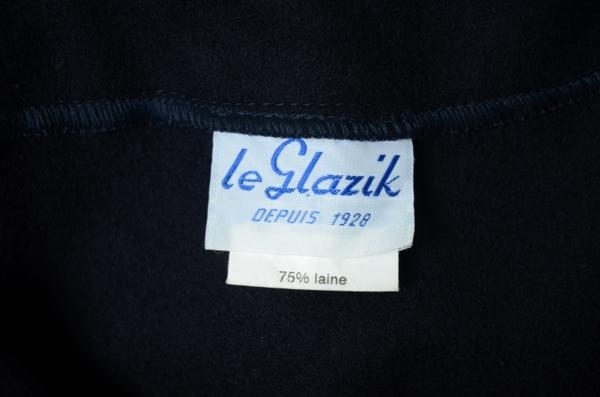 le Glazik
DEPUIS 1928
75% laine